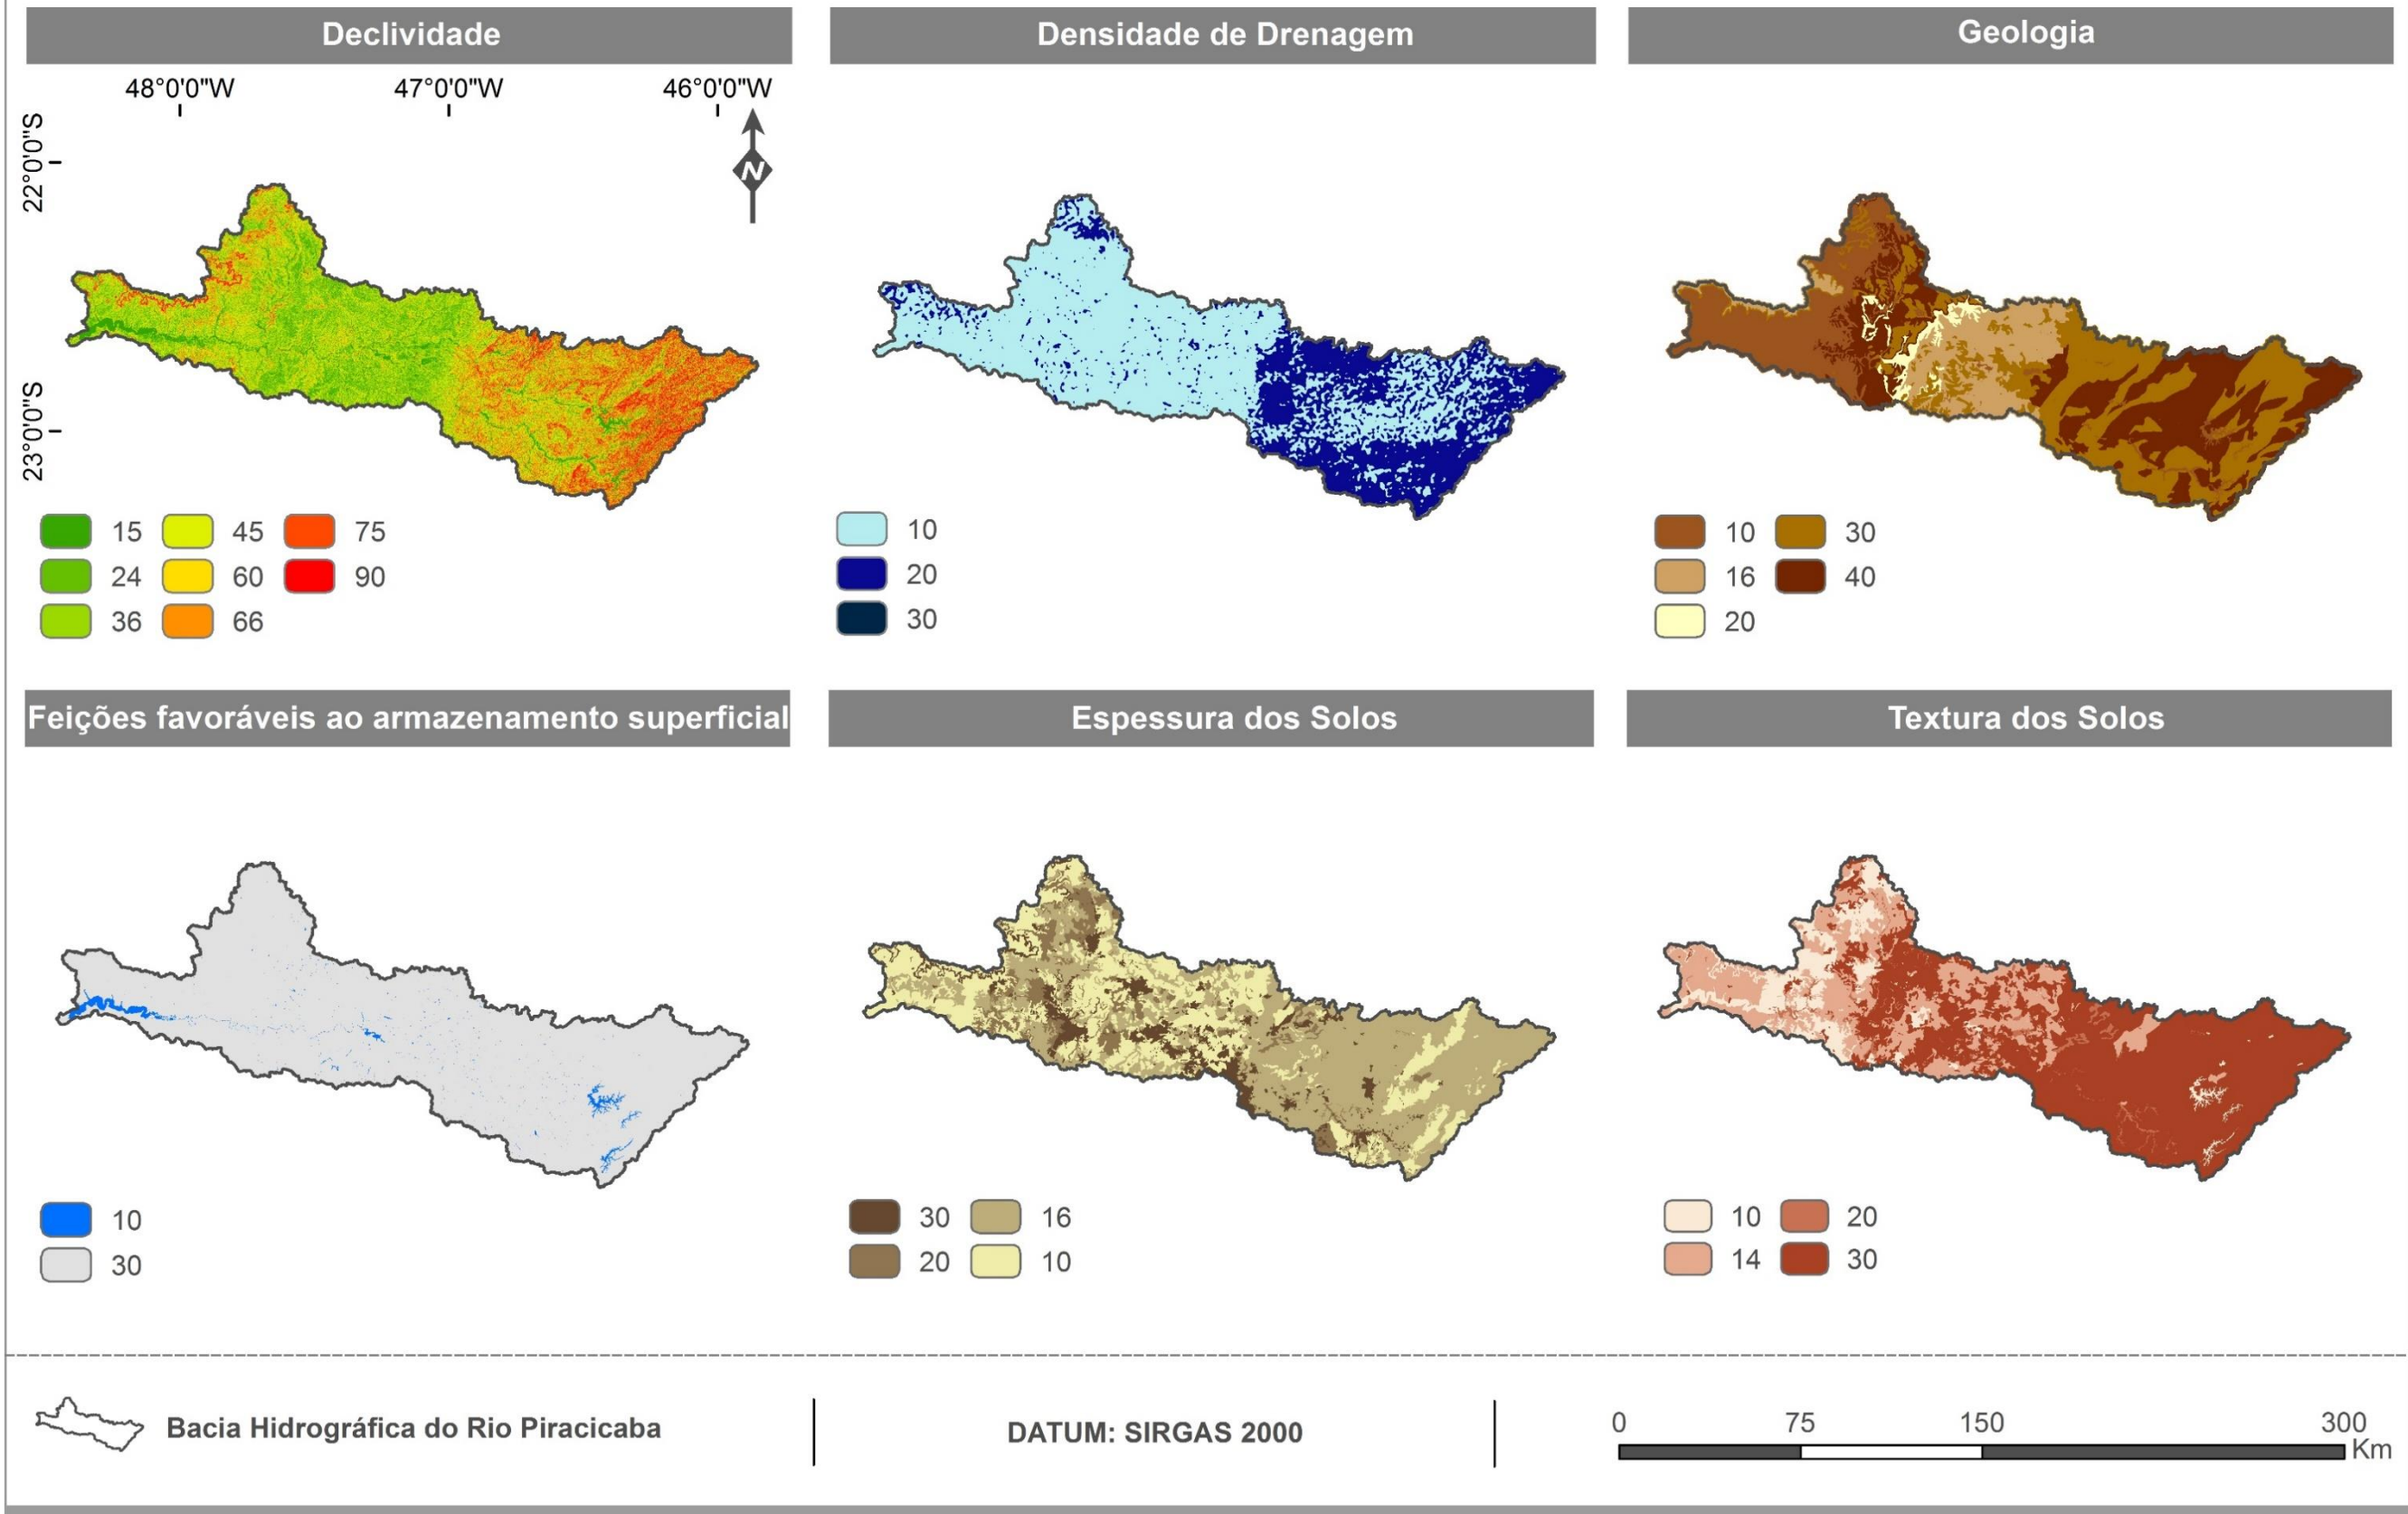 Declividade
Densidade de Drenagem
Geologia
48°0'0"W 47°0'0"W 46°0'0"W
22°0'0"S
23°0'0"S
N
15 45 75
24 60 90
36 66
10
20
30
10 30
16 40
20
Feições favoráveis ao armazenamento superficial
Espessura dos Solos
Textura dos Solos
10
30
30 16
20 10
10 20
14 30
Bacia Hidrográfica do Rio Piracicaba
DATUM: SIRGAS 2000
0 75 150 300
Km